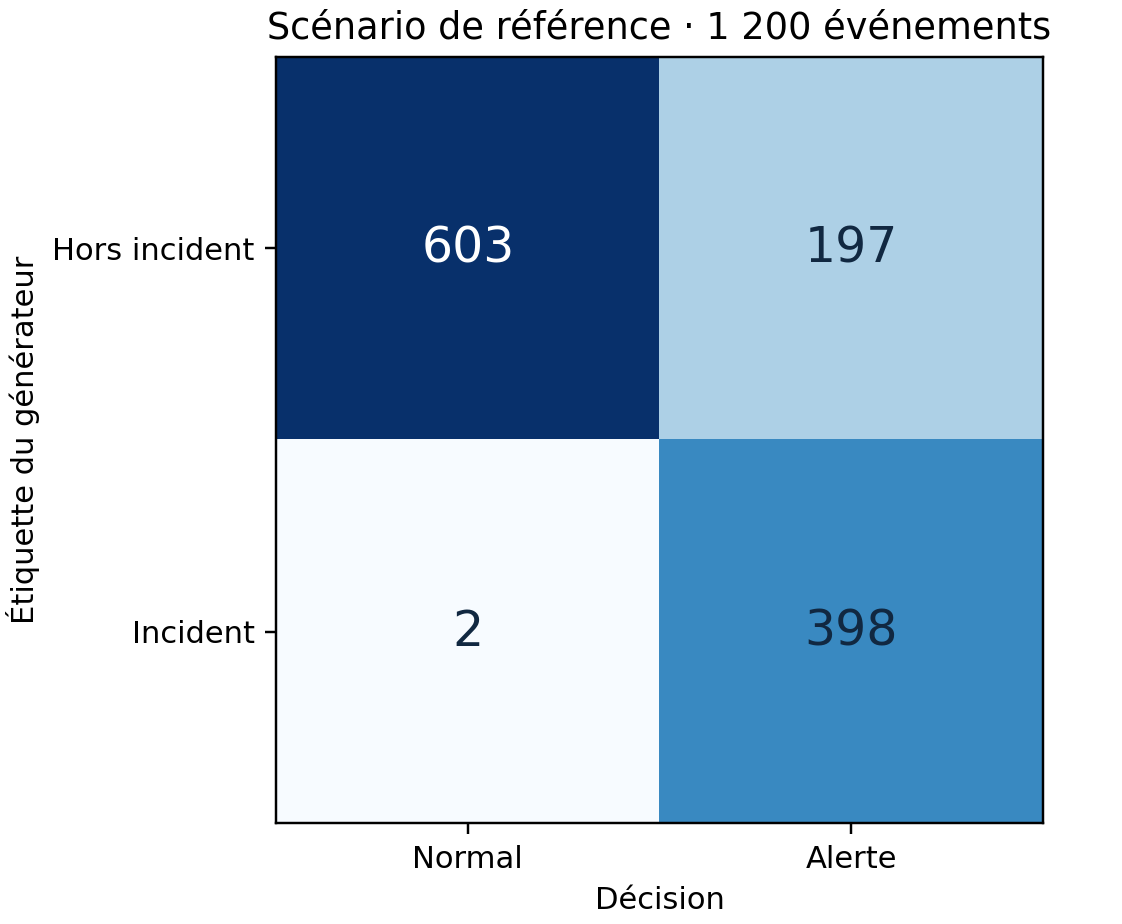 Scénario de référence · 1 200 événements
Étiquette du générateur
Hors incident
603
197
Incident
2
398
Normal
Alerte
Décision